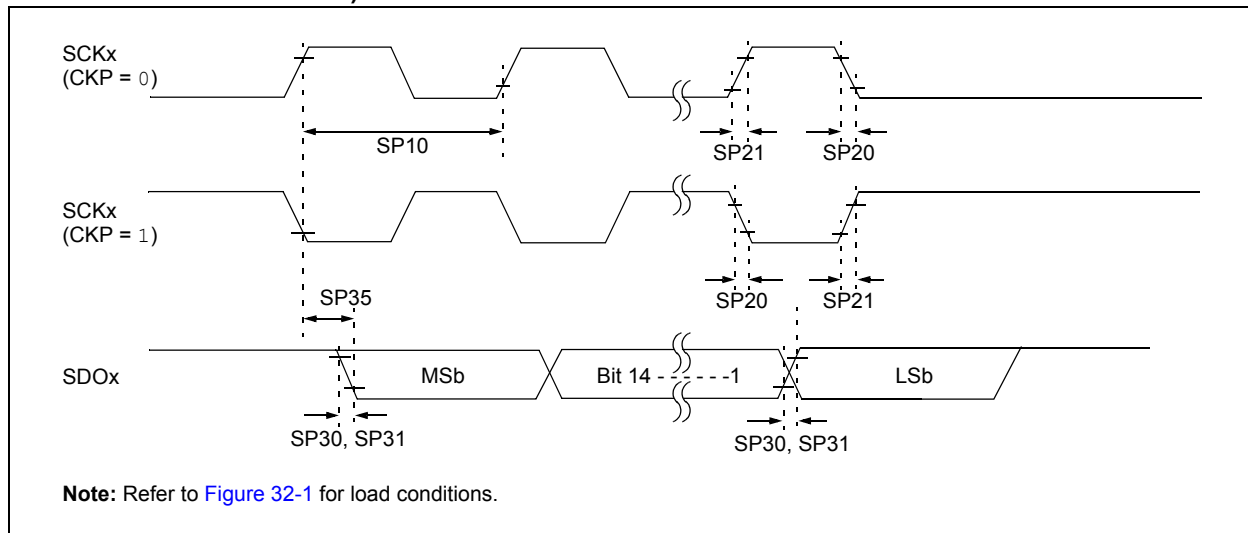 SCKx
(CKP = 0)
SP10
SP21
SP20
SCKx
(CKP = 1)
SP35
SP20
SP21
SDOx
MSb
Bit 14 - - - - - -1
LSb
SP30, SP31
SP30, SP31
Note: Refer to Figure 32-1 for load conditions.